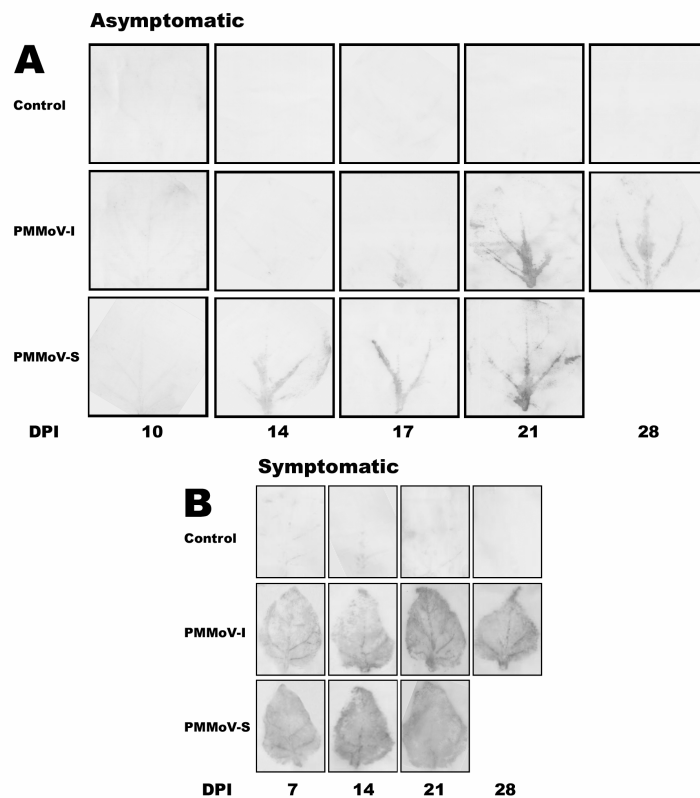 Asymptomatic
A
Control
PMMoV-I
PMMoV-S
DPI 10 14 17 21 28
Symptomatic
B
Control
PMMoV-I
PMMoV-S
DPI 7 14 21 28